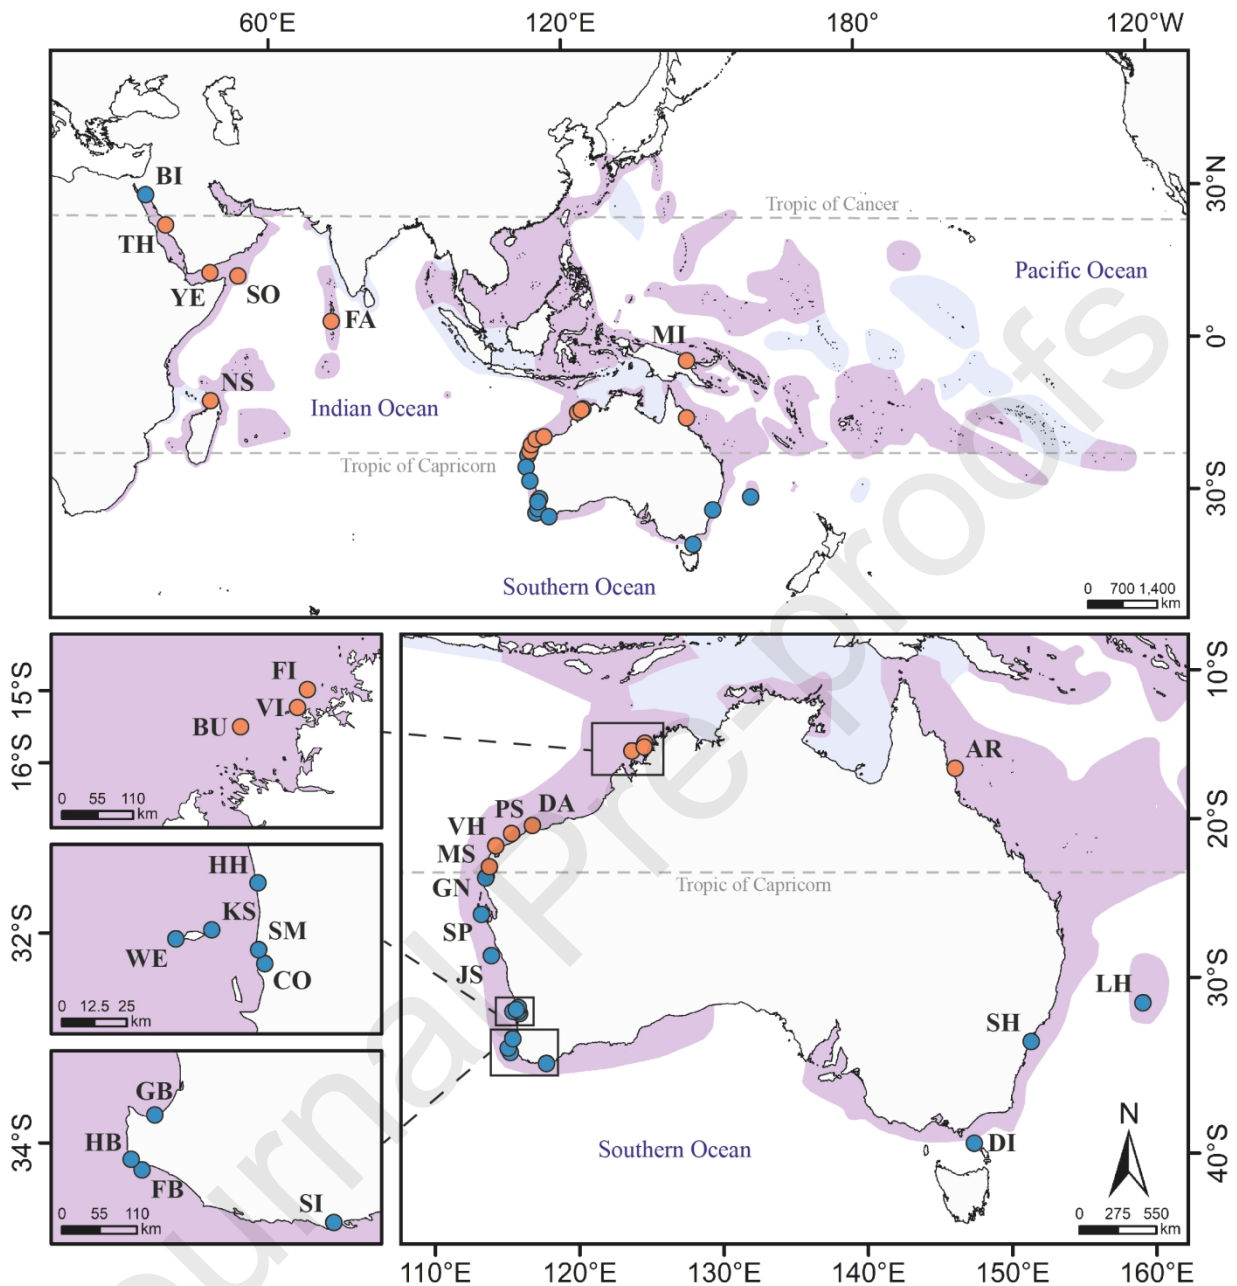 60°E
120°E
180°
120°W
BI
TH
YE
SO
FA
NS
MI
Tropic of Cancer
Pacific Ocean
Indian Ocean
Tropic of Capricorn
Southern Ocean
30°N
0°
30°S
0 700 1,400
km
FI
VI
BU
15°S
16°S
0 55 110
km
HH
KS
SM
WE
CO
32°S
0 12.5 25
km
GB
HB
FB
SI
34°S
0 55 110
km
AR
DA
PS
VH
MS
GN
Tropic of Capricorn
SP
JS
LH
SH
DI
Southern Ocean
N
0 275 550
km
10°S
20°S
30°S
40°S
110°E
120°E
130°E
140°E
150°E
160°E
Journal Pre-proofs